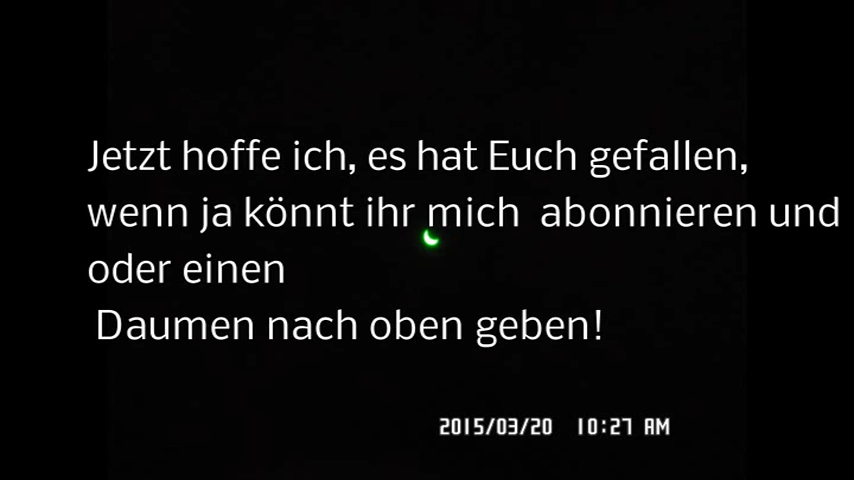 Jetzt hoffe ich, es hat Euch gefallen,
wenn ja könnt ihr mich abonnieren und
oder einen
Daumen nach oben geben!
2015/03/20 10:27 AM